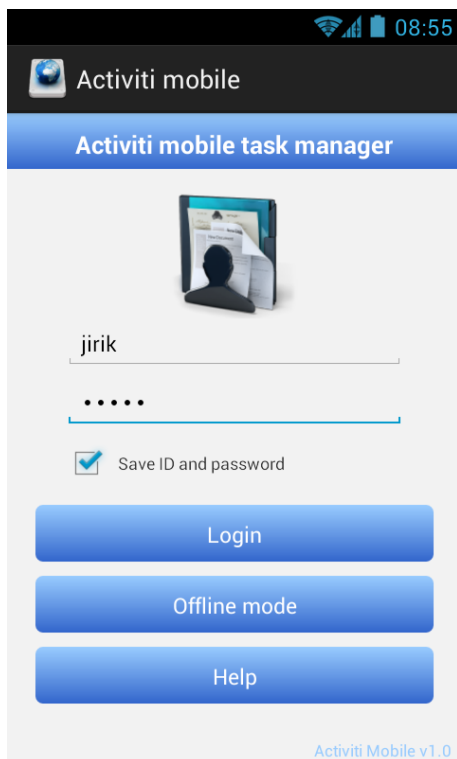 08:55
Activiti mobile
Activiti mobile task manager
jirik
•••••
Save ID and password
Login
Offline mode
Help
Activiti Mobile v1.0